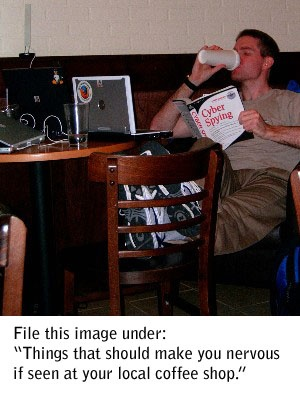 Cyber
Spying
File this image under:
"Things that should make you nervous
if seen at your local coffee shop."